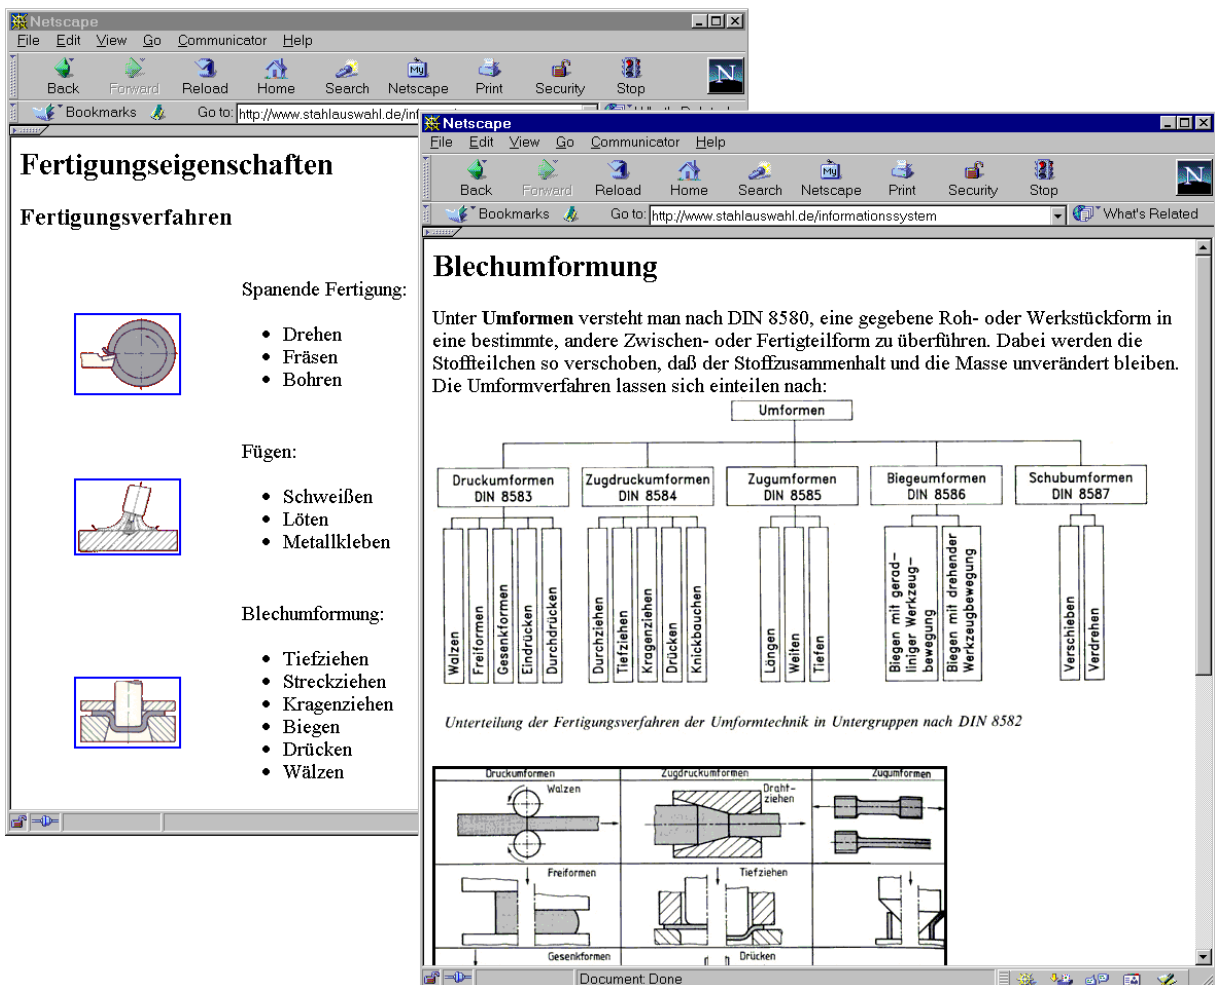 Netscape
File Edit View Go Communicator Help
Back Forward Reload Home Search Netscape Print Security Stop
Bookmarks Go to: http://www.stahlauswahl.de/inf
Fertigungseigenschaften
Fertigungsverfahren
Spanende Fertigung:
Drehen
Fräsen
Bohren
Fügen:
Schweißen
Löten
Metallkleben
Blechumformung:
Tiefziehen
Streckziehen
Kragenziehen
Biegen
Drücken
Wälzen
Netscape
File Edit View Go Communicator Help
Back Forward Reload Home Search Netscape Print Security Stop
Bookmarks Go to: http://www.stahlauswahl.de/informationssystem What's Related
Blechumformung
Unter Umformen versteht man nach DIN 8580, eine gegebene Roh- oder Werkstückform in
eine bestimmte, andere Zwischen- oder Fertigteilform zu überführen. Dabei werden die
Stoffteilchen so verschoben, daß der Stoffzusammenhalt und die Masse unverändert bleiben.
Die Umformverfahren lassen sich einteilen nach:
Umformen
Druckumformen
DIN 8583
Zugdruckumformen
DIN 8584
Zugumformen
DIN 8585
Biegeumformen
DIN 8586
Schubumformen
DIN 8587
Walzen
Freiformen
Gesenkformen
Eindrücken
Durchdrücken
Durchziehen
Tiefziehen
Kragenziehen
Drücken
Knickbauchen
Längen
Weiten
Tiefen
Biegen mit gerad-
liniger Werkzeug-
bewegung
Biegen mit drehender
Werkzeugbewegung
Verschieben
Verdrehen
Unterteilung der Fertigungsverfahren der Umformtechnik in Untergruppen nach DIN 8582
Druckumformen Zugdruckumformen Zugumformen
Walzen
Draht-
ziehen
Freiformen
Tiefziehen
Gesenkformen
Drücken
Document: Done